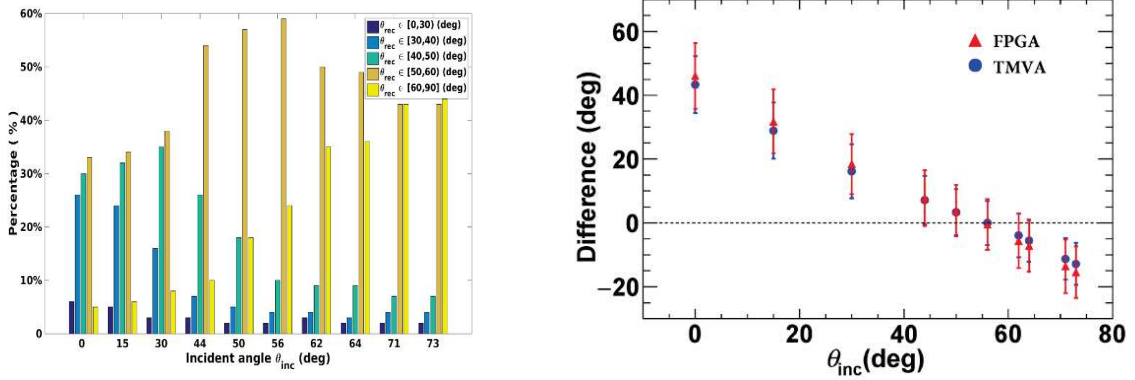 60%
50%
40%
30%
20%
10%
0
Percentage ( % )
θrec ∈ [0,30) (deg)
θrec ∈ [30,40) (deg)
θrec ∈ [40,50) (deg)
θrec ∈ [50,60) (deg)
θrec ∈ [60,90] (deg)
0 15 30 44 50 56 62 64 71 73
Incident angle θinc (deg)
60
40
20
0
−20
Difference (deg)
FPGA
TMVA
0 20 40 60 80
θinc(deg)